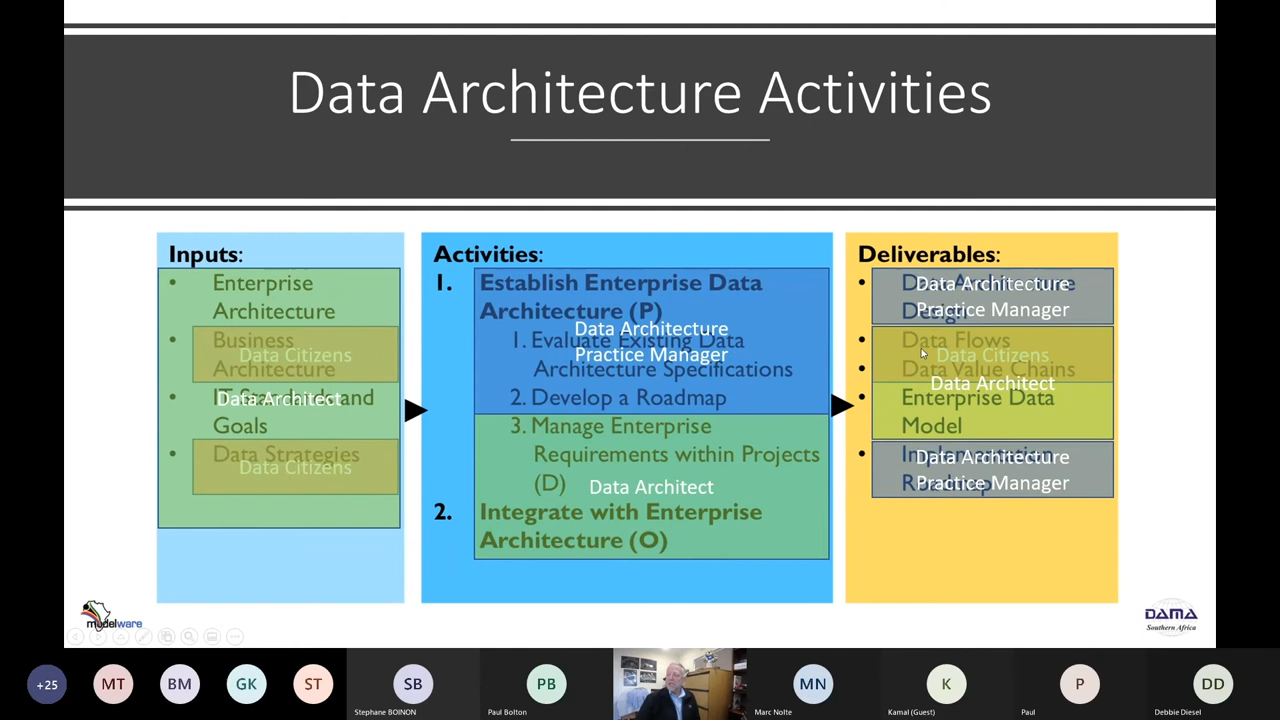 Data Architecture Activities
Inputs:
• Enterprise
Architecture
• Business
Architecture
• IT Standards and
Goals
• Data Strategies
Data Citizens
Data Architect
Data Citizens
Activities:
1. Establish Enterprise Data
Architecture (P)
1. Evaluate Existing Data
Architecture Specifications
2. Develop a Roadmap
3. Manage Enterprise
Requirements within Projects
(D)
2. Integrate with Enterprise
Architecture (O)
Data Architecture
Practice Manager
Data Architect
Deliverables:
• Data Architecture
Design
• Data Flows
• Data Value Chains
• Enterprise Data
Model
• Implementation
Roadmap
Data Architecture
Practice Manager
Data Citizens
Data Architect
Data Architecture
Practice Manager
modelware
DAMA
Southern Africa
+25
MT
BM
GK
ST
SB
Stephane BOINON
PB
Paul Bolton
MN
Marc Nolte
K
Kamal (Guest)
P
Paul
DD
Debbie Diesel